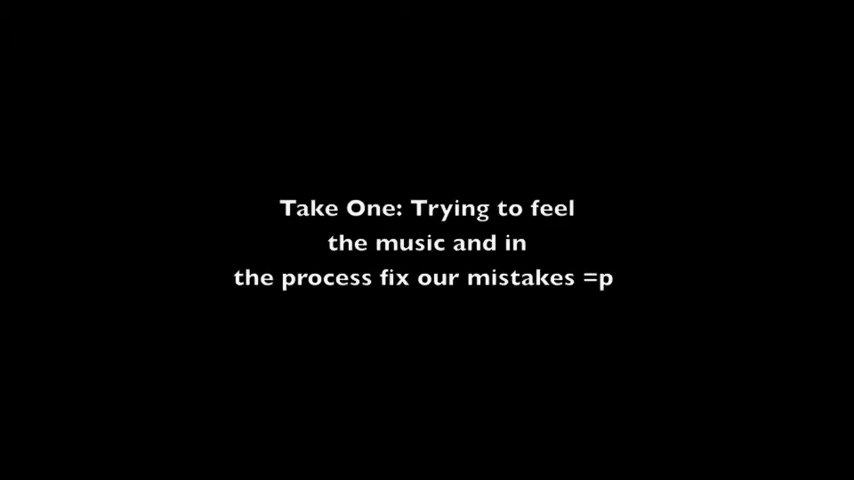 Take One: Trying to feel
the music and in
the process fix our mistakes =p